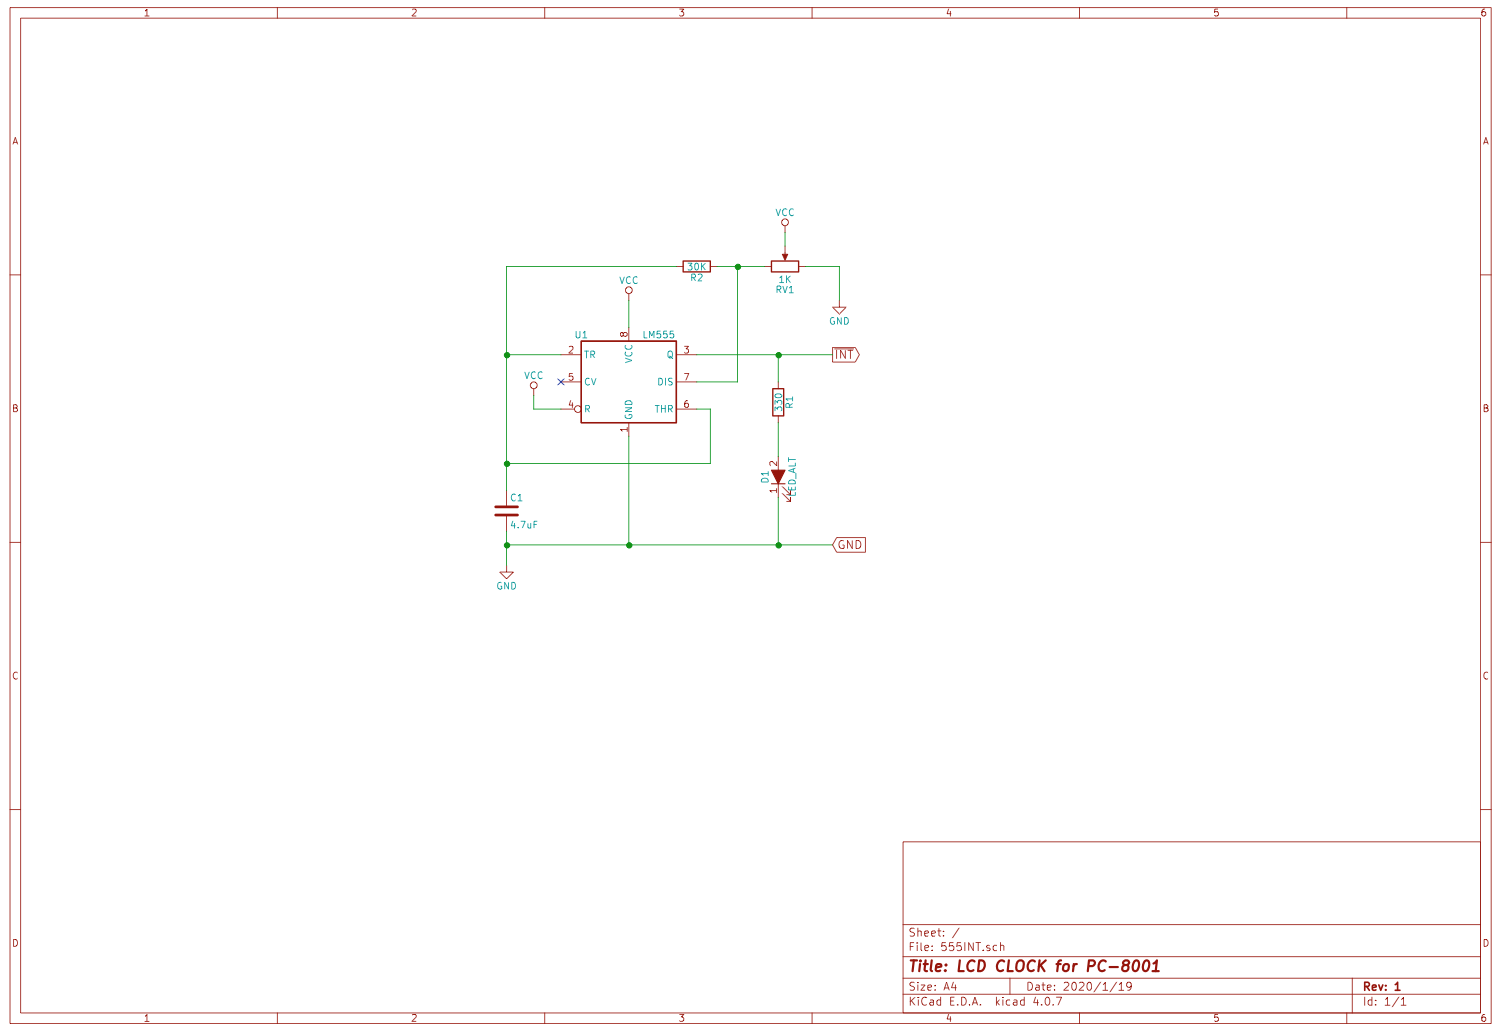 1 2 3 4 5 6
A A
VCC
30K
R2
1K
RV1
VCC
GND
U1 LM555
8
2 TR VCC Q 3
INT
VCC
5 CV DIS 7
4 R GND THR 6
1
330
R1
B B
2
D1
LED_ALT
1
C1
4.7uF
GND
GND
C C
D D
Sheet: /
File: 555INT.sch
Title: LCD CLOCK for PC-8001
Size: A4 Date: 2020/1/19 Rev: 1
KiCad E.D.A. kicad 4.0.7 Id: 1/1
1 2 3 4 5 6